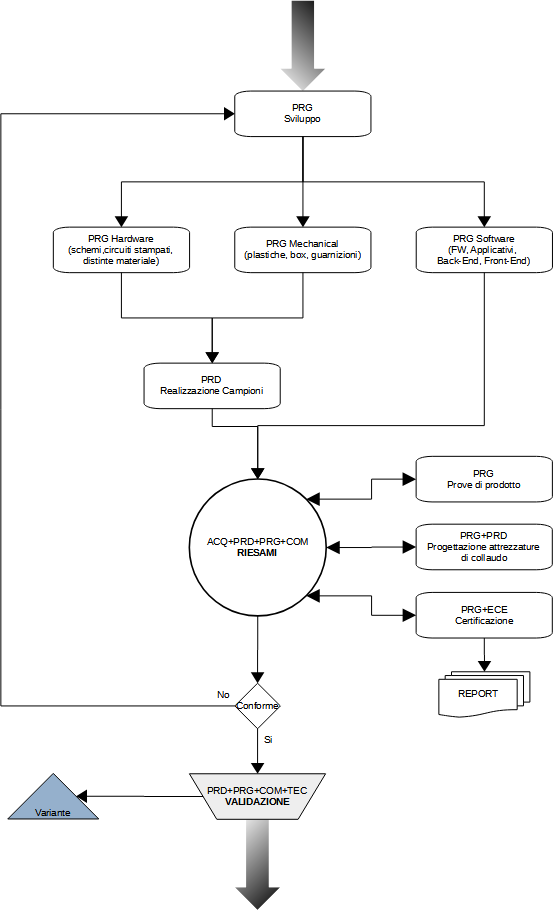 PRG
Sviluppo
PRG Hardware
(schemi,circuiti stampati,
distinte materiale)
PRG Mechanical
(plastiche, box, guarnizioni)
PRG Software
(FW, Applicativi,
Back-End, Front-End)
PRD
Realizzazione Campioni
PRG
Prove di prodotto
ACQ+PRD+PRG+COM
RIESAMI
PRG+PRD
Progettazione attrezzature
di collaudo
PRG+ECE
Certificazione
REPORT
No
Conforme
Si
PRD+PRG+COM+TEC
VALIDAZIONE
Variante